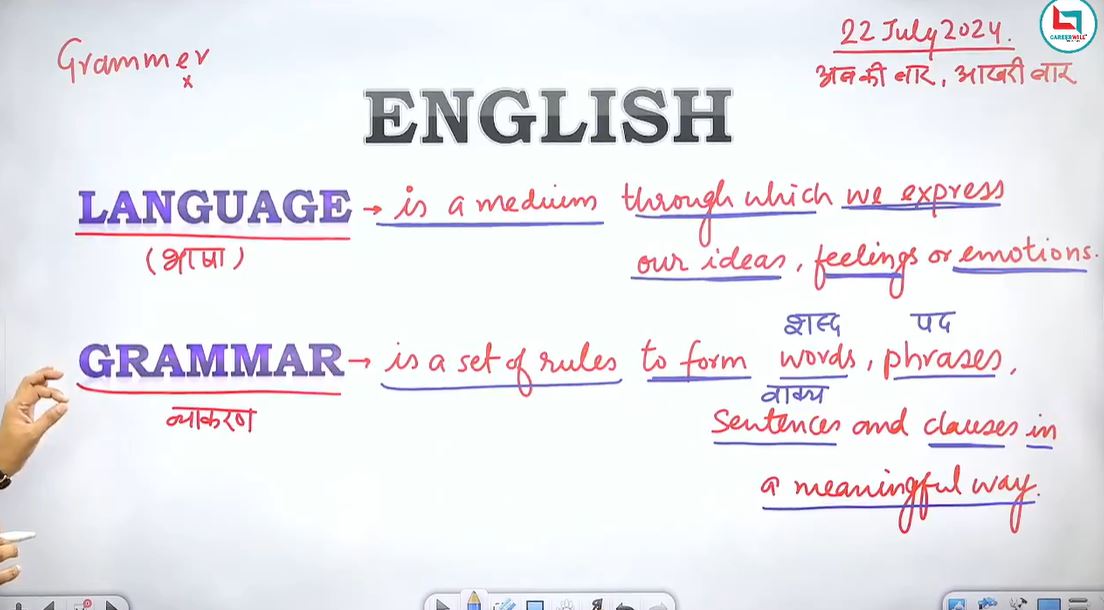 Grammer
x
22 July 2024.
अबकी बार, आखरी बार
CAREERWILL
ENGLISH
LANGUAGE → is a medium through which we express
(भाषा)
our ideas, feelings or emotions.
शब्द पद
GRAMMAR → is a set of rules to form words, phrases,
व्याकरण
वाक्य
Sentences and clauses in
a meaningful way.